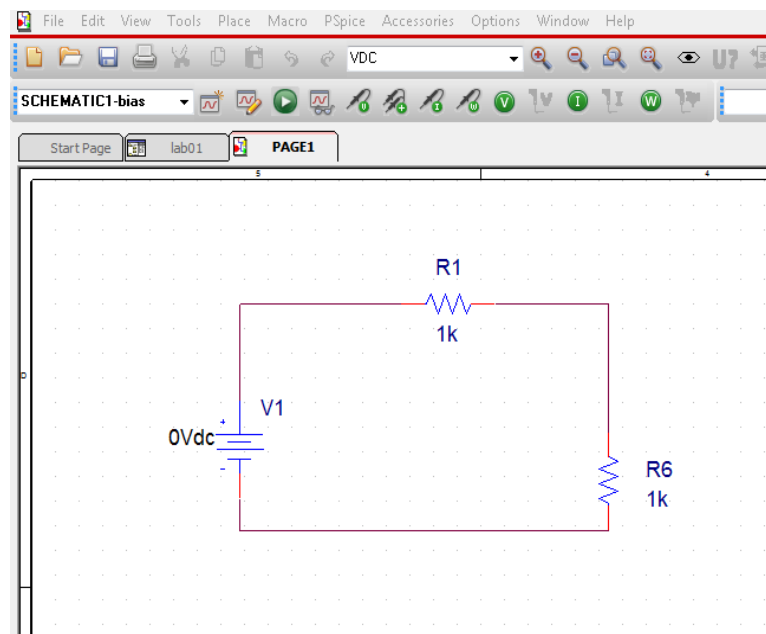 File Edit View Tools Place Macro PSpice Accessories Options Window Help
VDC
U?
SCHEMATIC1-bias
V I W
Start Page lab01 PAGE1
5 4
R1
1k
D
V1
+
0Vdc
-
R6
1k